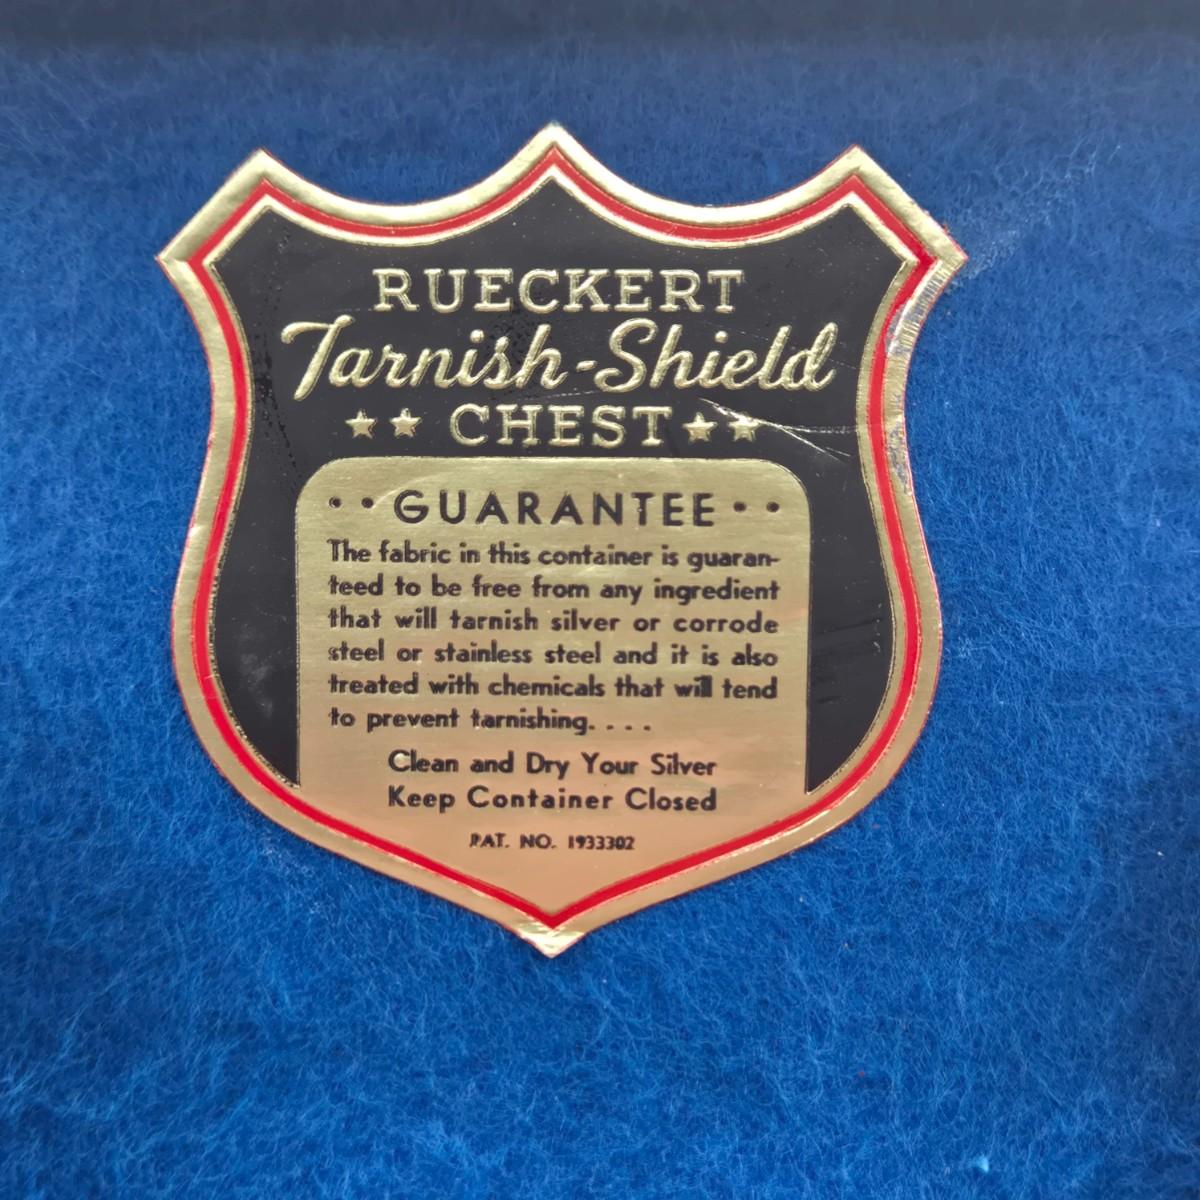 RUECKERT
Tarnish-Shield
★★ CHEST ★★
• • GUARANTEE • •
The fabric in this container is guaran-
teed to be free from any ingredient
that will tarnish silver or corrode
steel or stainless steel and it is also
treated with chemicals that will tend
to prevent tarnishing. . . .
Clean and Dry Your Silver
Keep Container Closed
PAT. NO. 1933302